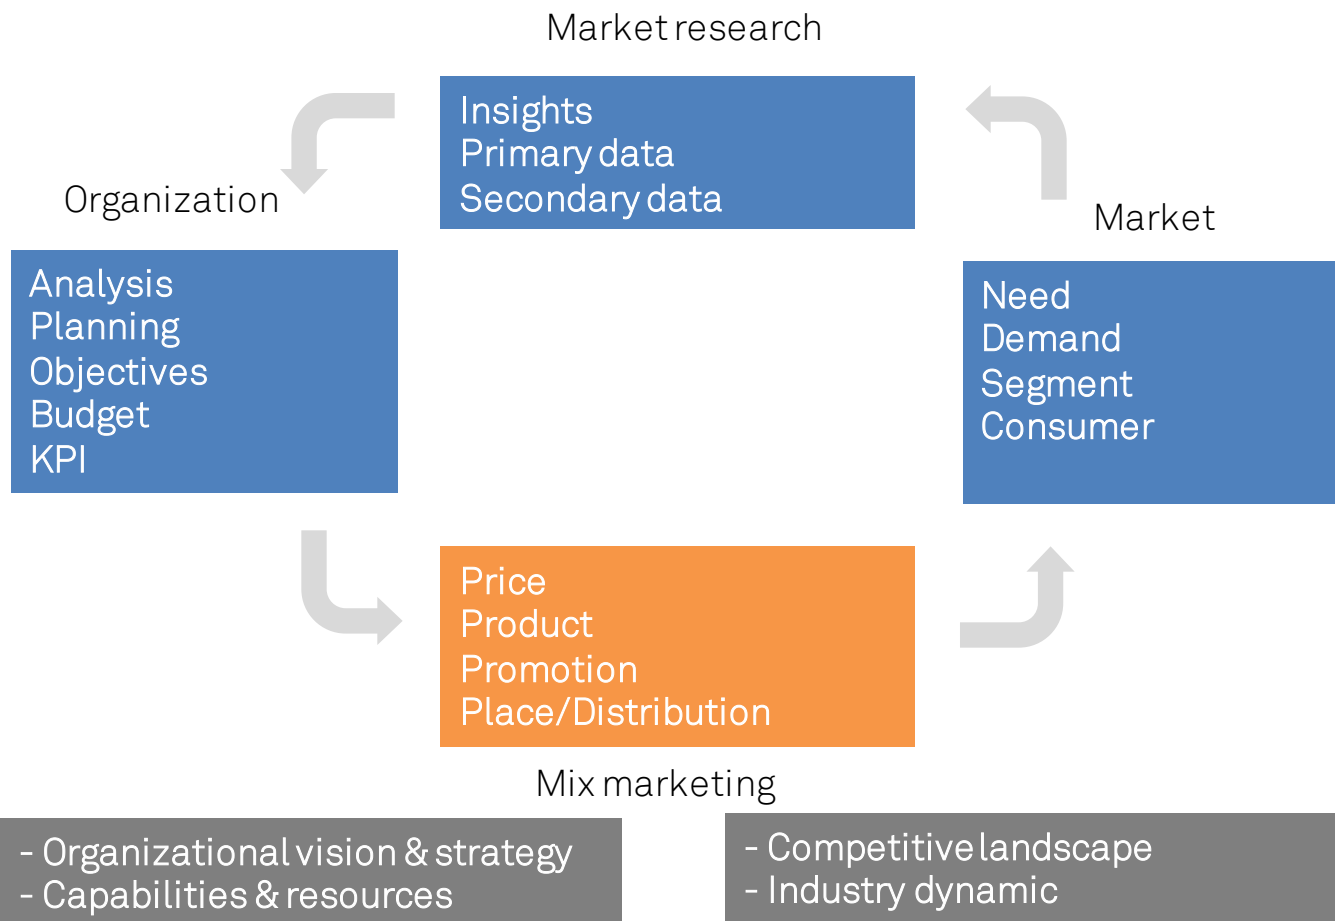 Market research
Insights
Primary data
Secondary data
Organization
Analysis
Planning
Objectives
Budget
KPI
Market
Need
Demand
Segment
Consumer
Price
Product
Promotion
Place/Distribution
Mix marketing
- Organizational vision & strategy
- Capabilities & resources
- Competitive landscape
- Industry dynamic